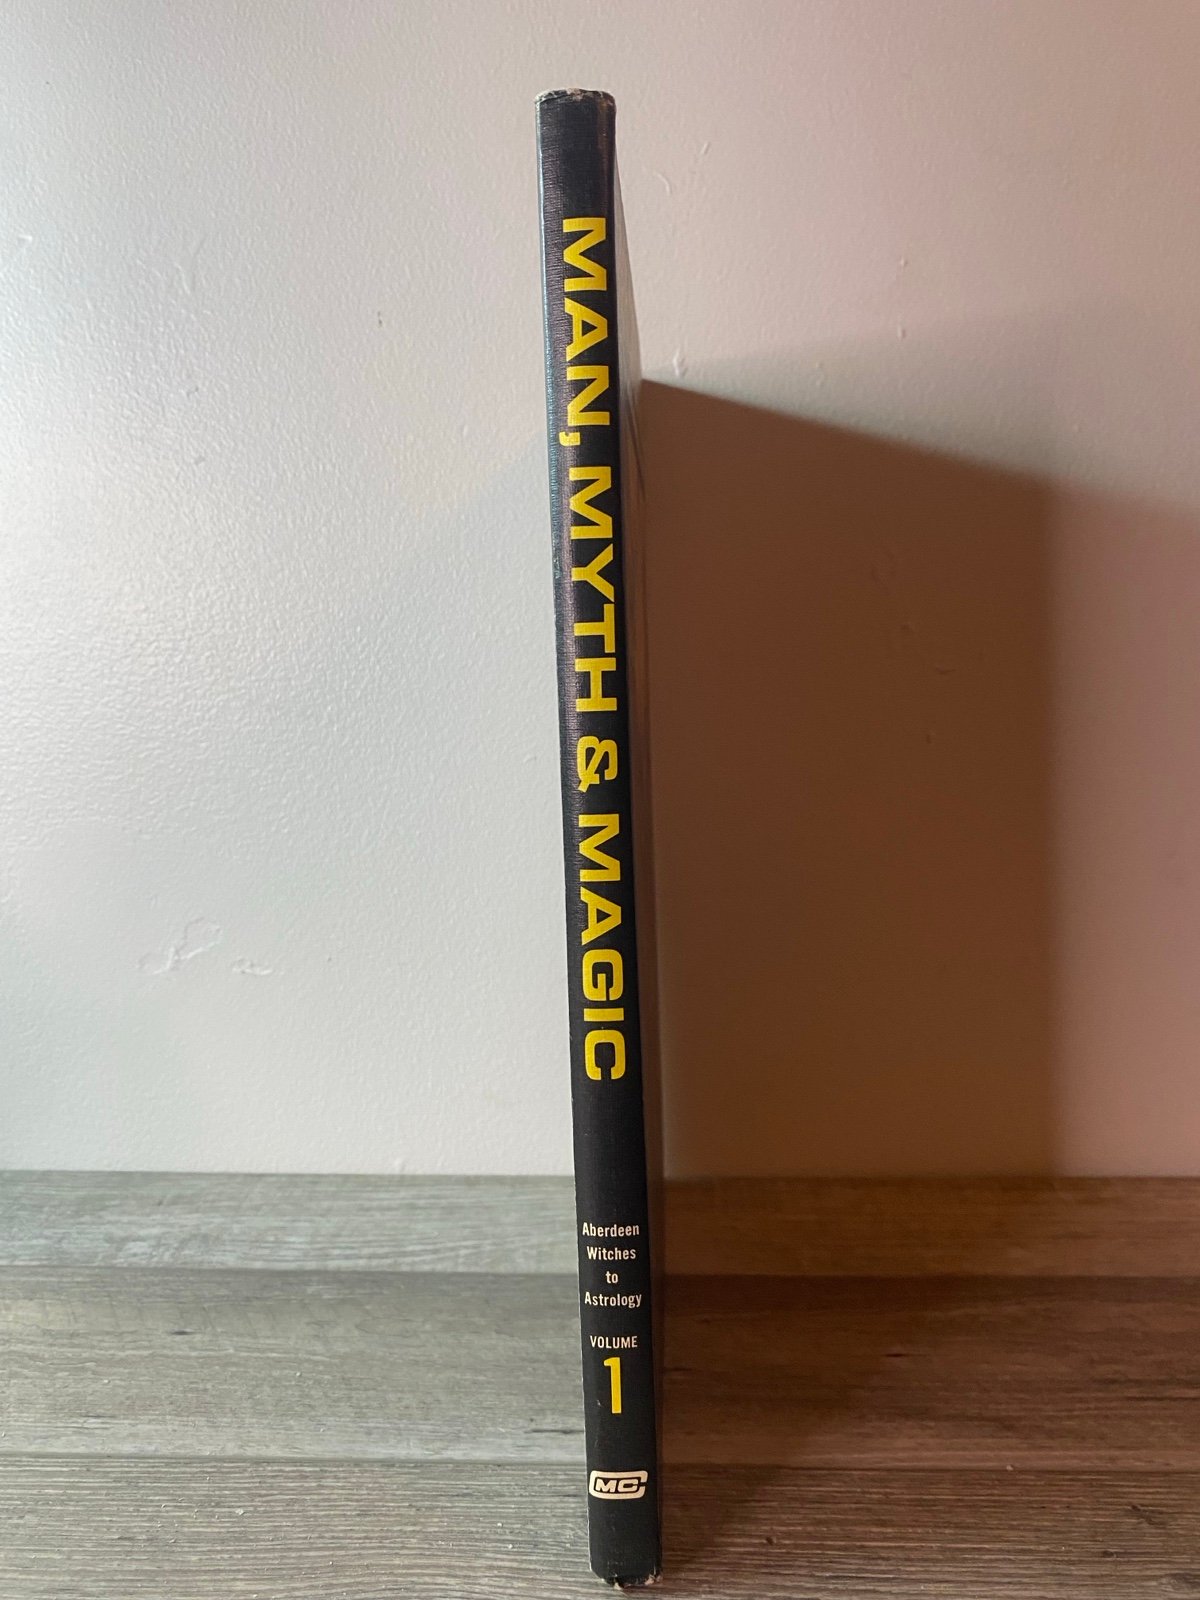 MAN, MYTH & MAGIC
Aberdeen
Witches
to
Astrology
VOLUME
1
MC